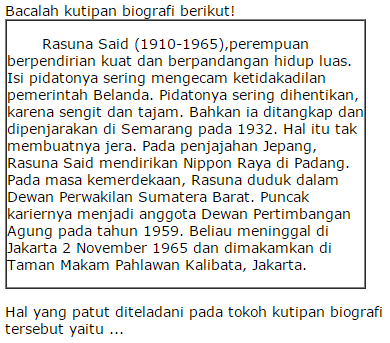 Bacalah kutipan biografi berikut!
Rasuna Said (1910-1965),perempuan
berpendirian kuat dan berpandangan hidup luas.
Isi pidatonya sering mengecam ketidakadilan
pemerintah Belanda. Pidatonya sering dihentikan,
karena sengit dan tajam. Bahkan ia ditangkap dan
dipenjarakan di Semarang pada 1932. Hal itu tak
membuatnya jera. Pada penjajahan Jepang,
Rasuna Said mendirikan Nippon Raya di Padang.
Pada masa kemerdekaan, Rasuna duduk dalam
Dewan Perwakilan Sumatera Barat. Puncak
kariernya menjadi anggota Dewan Pertimbangan
Agung pada tahun 1959. Beliau meninggal di
Jakarta 2 November 1965 dan dimakamkan di
Taman Makam Pahlawan Kalibata, Jakarta.
Hal yang patut diteladani pada tokoh kutipan biografi
tersebut yaitu ...